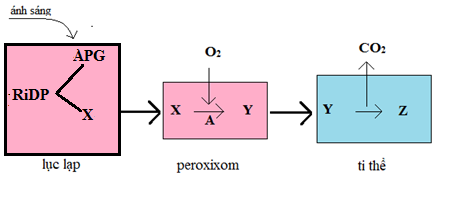 ánh sáng
APG
RiDP
X
lục lạp
O₂
X
Y
A
peroxixom
CO₂
Y
Z
ti thể